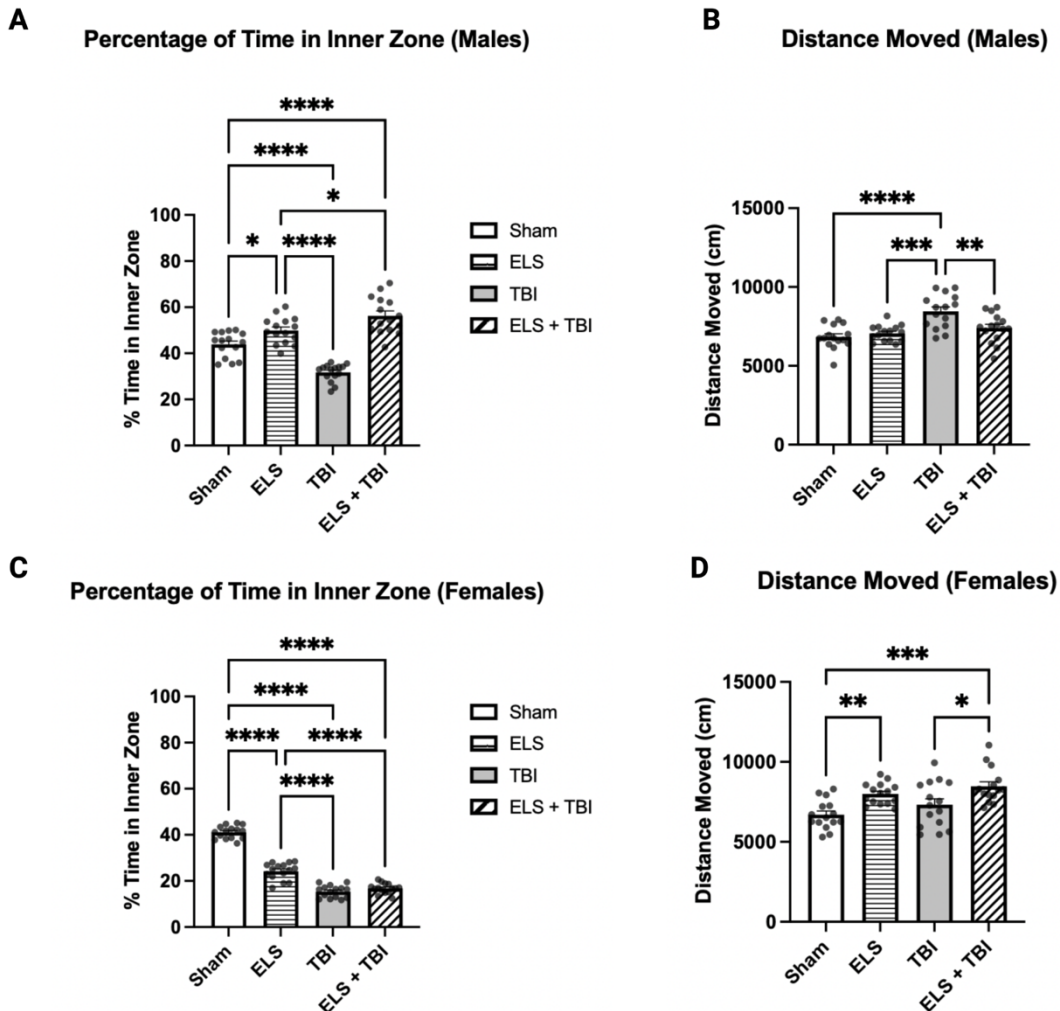 A
Percentage of Time in Inner Zone (Males)
****
****
*
*
****
% Time in Inner Zone
100
80
60
40
20
0
Sham
ELS
TBI
ELS + TBI
Sham
ELS
TBI
ELS + TBI
B
Distance Moved (Males)
****
***
**
Distance Moved (cm)
15000
10000
5000
0
Sham
ELS
TBI
ELS + TBI
C
Percentage of Time in Inner Zone (Females)
****
****
****
****
****
% Time in Inner Zone
100
80
60
40
20
0
Sham
ELS
TBI
ELS + TBI
Sham
ELS
TBI
ELS + TBI
D
Distance Moved (Females)
***
**
*
Distance Moved (cm)
15000
10000
5000
0
Sham
ELS
TBI
ELS + TBI